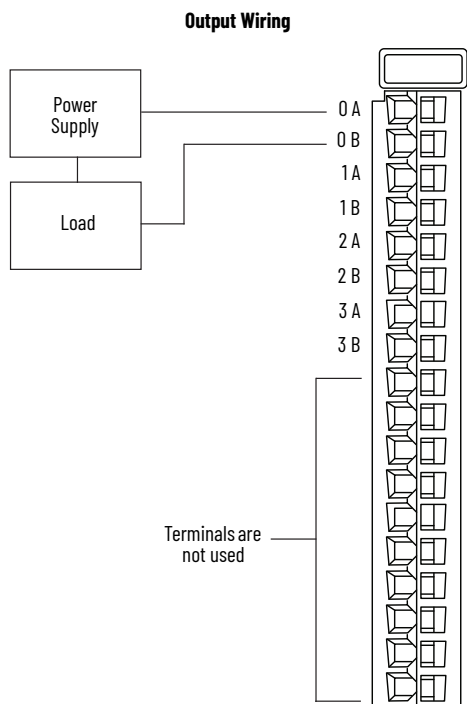 Output Wiring
Power
Supply
Load
0 A
0 B
1 A
1 B
2 A
2 B
3 A
3 B
Terminals are
not used